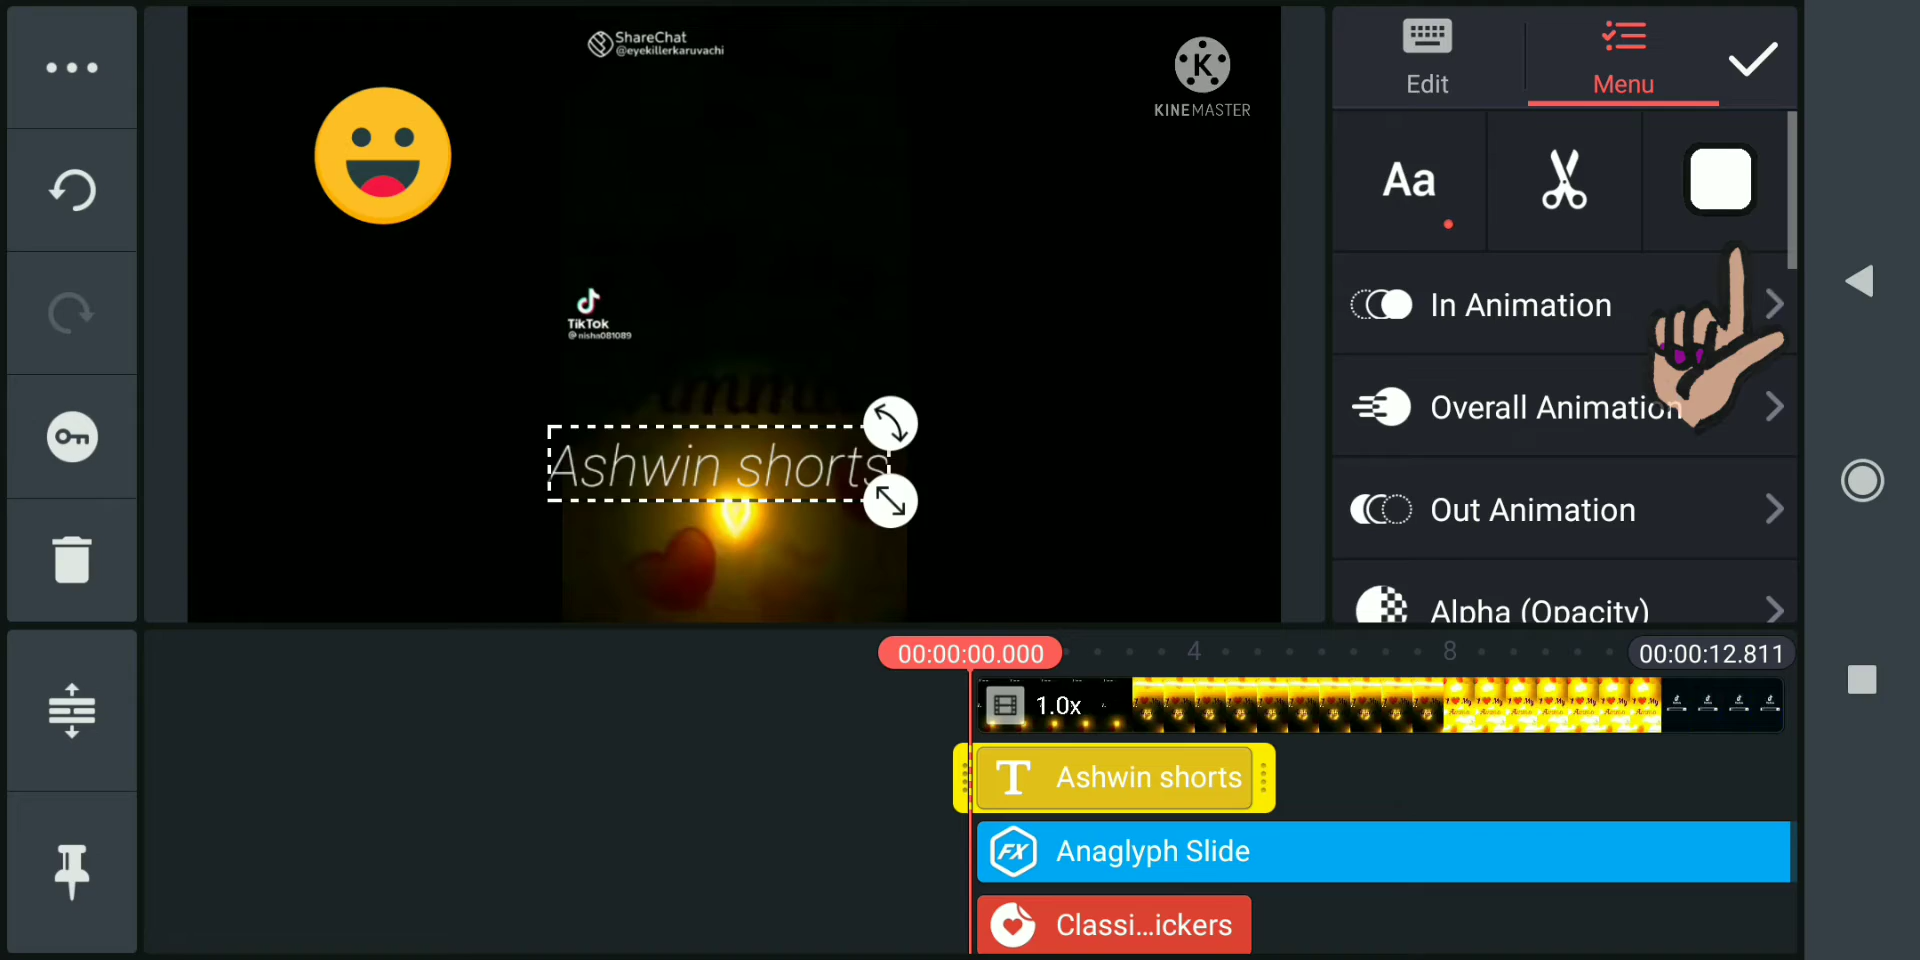 ShareChat
@eyekillerkaruvachi
KINEMASTER
TikTok
@nisha081089
Ashwin shorts
Edit
Menu
Aa
In Animation
Overall Animation
Out Animation
Alpha (Opacity)
00:00:00.000
4
8
00:00:12.811
1.0x
T Ashwin shorts
FX Anaglyph Slide
Classi...ickers